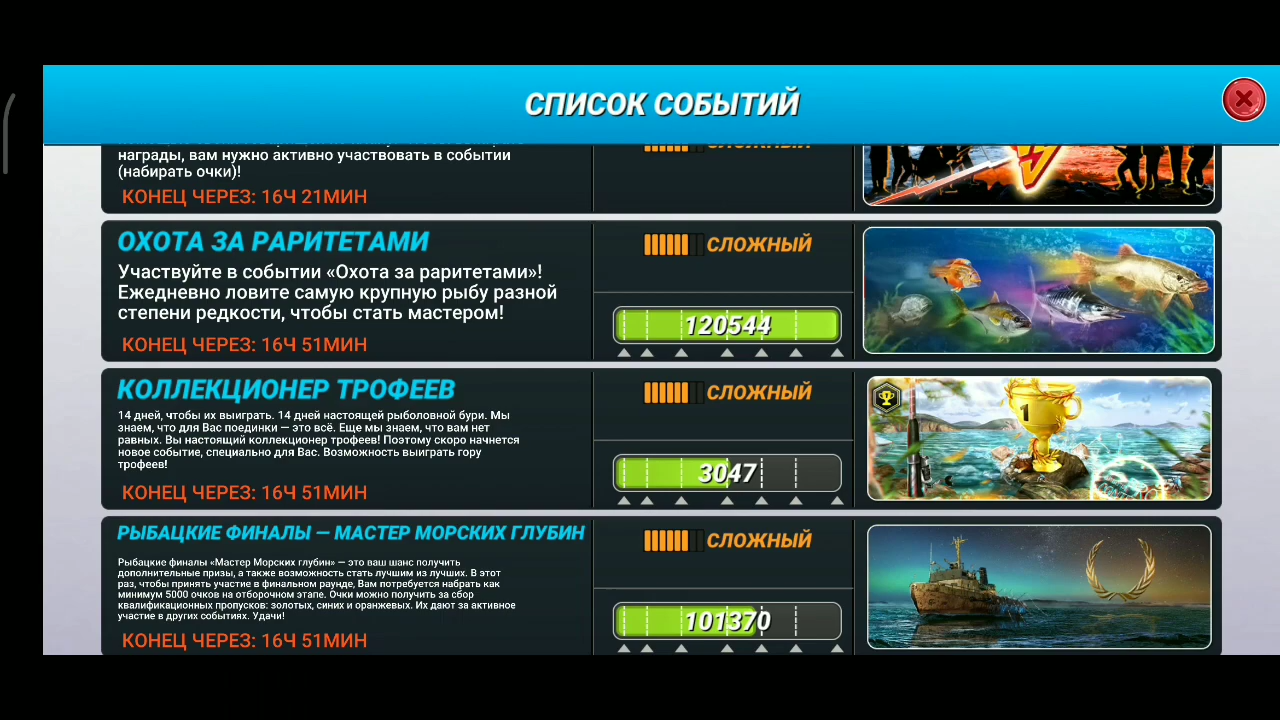 СПИСОК СОБЫТИЙ
награды, вам нужно активно участвовать в событии
(набирать очки)!
КОНЕЦ ЧЕРЕЗ: 16Ч 21МИН
СЛОЖНЫЙ
ОХОТА ЗА РАРИТЕТАМИ
Участвуйте в событии «Охота за раритетами»!
Ежедневно ловите самую крупную рыбу разной
степени редкости, чтобы стать мастером!
КОНЕЦ ЧЕРЕЗ: 16Ч 51МИН
СЛОЖНЫЙ
120544
КОЛЛЕКЦИОНЕР ТРОФЕЕВ
14 дней, чтобы их выиграть. 14 дней настоящей рыболовной бури. Мы
знаем, что для Вас поединки — это всё. Еще мы знаем, что вам нет
равных. Вы настоящий коллекционер трофеев! Поэтому скоро начнется
новое событие, специально для Вас. Возможность выиграть гору
трофеев!
КОНЕЦ ЧЕРЕЗ: 16Ч 51МИН
СЛОЖНЫЙ
3047
1
РЫБАЦКИЕ ФИНАЛЫ — МАСТЕР МОРСКИХ ГЛУБИН
Рыбацкие финалы «Мастер Морских глубин» — это ваш шанс получить
дополнительные призы, а также возможность стать лучшим из лучших. В этот
раз, чтобы принять участие в финальном раунде, Вам потребуется набрать как
минимум 5000 очков на отборочном этапе. Очки можно получить за сбор
квалификационных пропусков: золотых, синих и оранжевых. Их дают за активное
участие в других событиях. Удачи!
КОНЕЦ ЧЕРЕЗ: 16Ч 51МИН
СЛОЖНЫЙ
101370